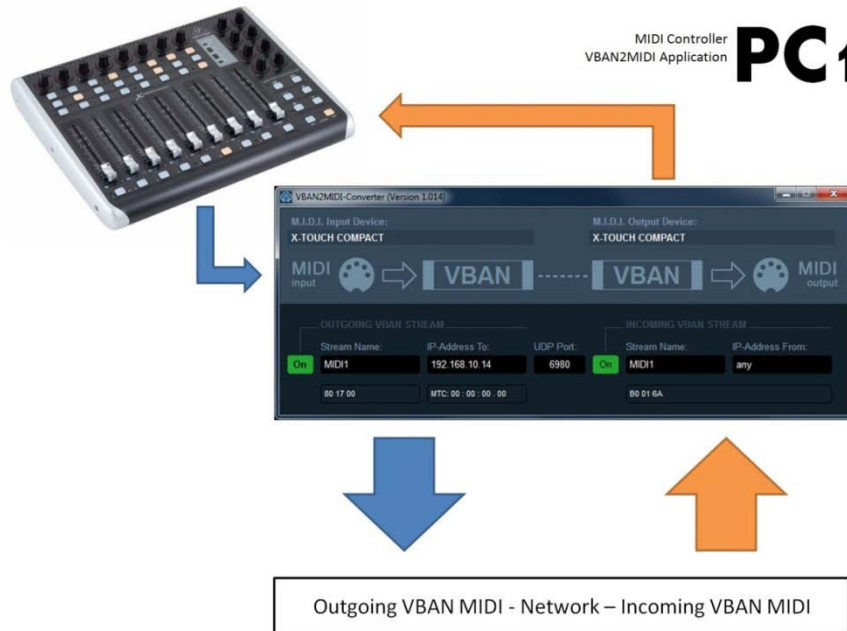 MIDI Controller
VBAN2MIDI Application
PC1
VBAN2MIDI-Converter (Version 1.014)
M.I.D.I. Input Device:
M.I.D.I. Output Device:
X-TOUCH COMPACT
X-TOUCH COMPACT
MIDI
input
VBAN
VBAN
MIDI
output
OUTGOING VBAN STREAM
INCOMING VBAN STREAM
Stream Name:
IP-Address To:
UDP Port:
Stream Name:
IP-Address From:
On
MIDI1
192.168.10.14
6980
On
MIDI1
any
80 17 00
MTC: 00 : 00 : 00 . 00
B0 01 6A
Outgoing VBAN MIDI - Network – Incoming VBAN MIDI